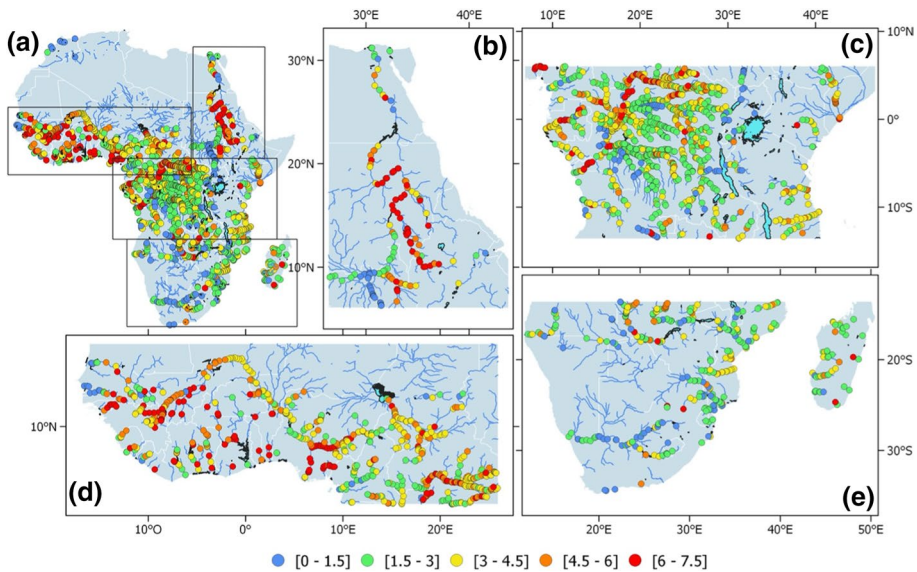 10°E 20°E 30°E 40°E
30°E 40°E
(a)
(b)
(c)
10°N
0°
10°S
30°N
20°N
10°N
10°N
(d)
20°S
30°S
(e)
10°E 0°E 10°E 20°E
20°E 30°E 40°E 50°E
[0 - 1.5] [1.5 - 3] [3 - 4.5] [4.5 - 6] [6 - 7.5]